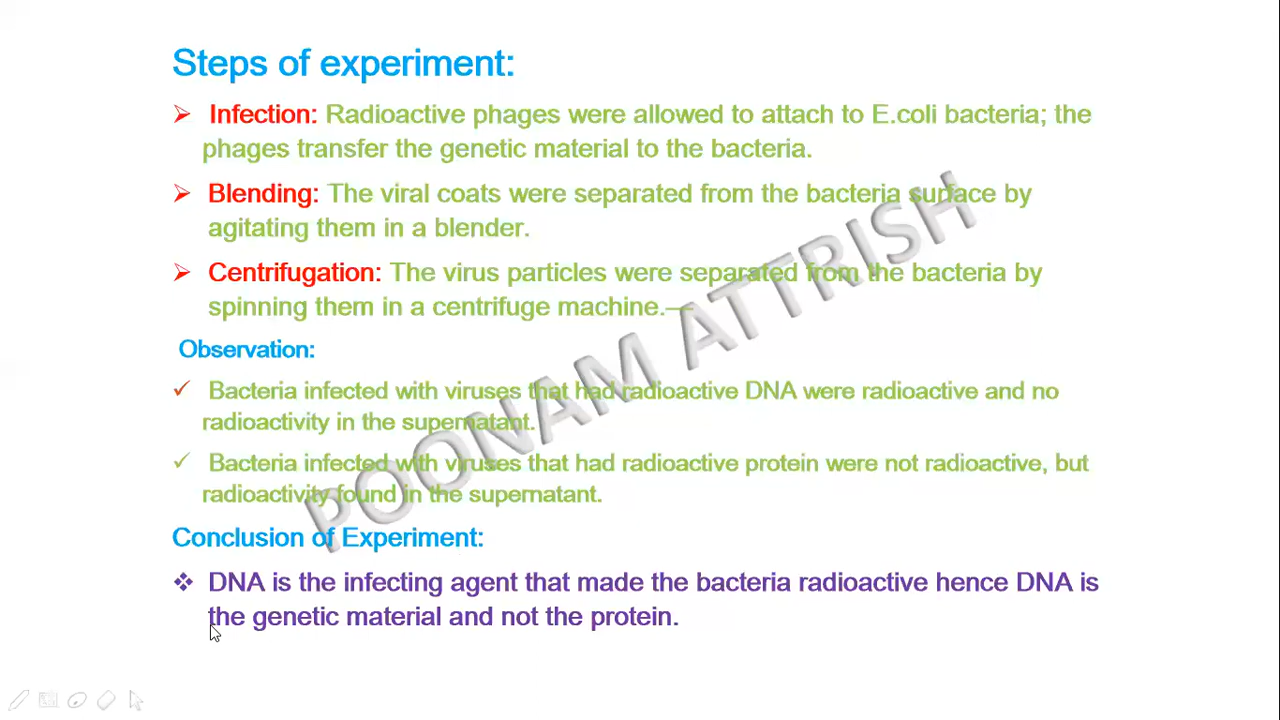 Steps of experiment:
➢ Infection: Radioactive phages were allowed to attach to E.coli bacteria; the
phages transfer the genetic material to the bacteria.
➢ Blending: The viral coats were separated from the bacteria surface by
agitating them in a blender.
➢ Centrifugation: The virus particles were separated from the bacteria by
spinning them in a centrifuge machine.—
Observation:
✓ Bacteria infected with viruses that had radioactive DNA were radioactive and no
radioactivity in the supernatant.
✓ Bacteria infected with viruses that had radioactive protein were not radioactive, but
radioactivity found in the supernatant.
Conclusion of Experiment:
❖ DNA is the infecting agent that made the bacteria radioactive hence DNA is
the genetic material and not the protein.
POONAM ATTRISH